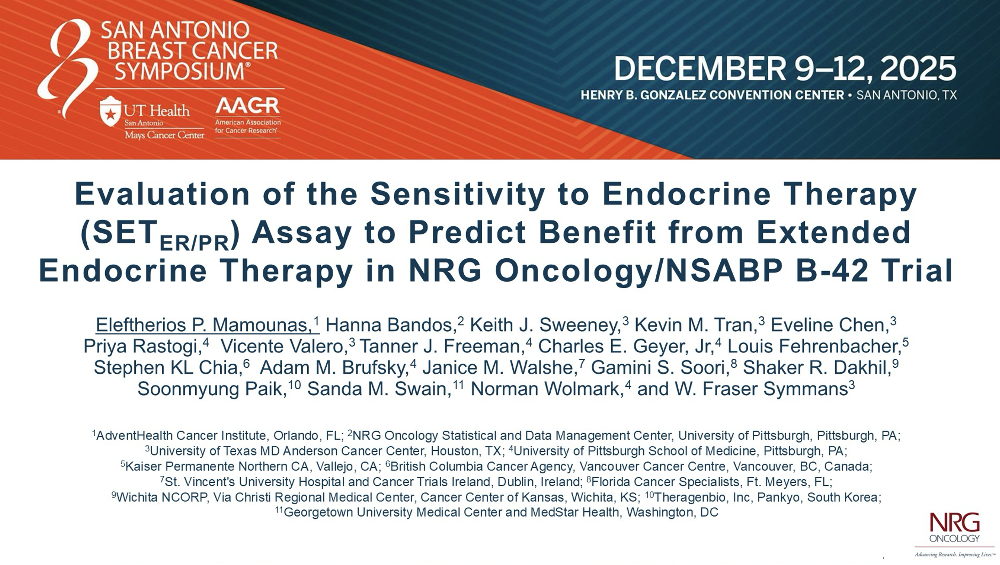 SAN ANTONIO
BREAST CANCER
SYMPOSIUM®
UT Health
San Antonio
Mays Cancer Center
AACR
American Association
for Cancer Research®
DECEMBER 9–12, 2025
HENRY B. GONZALEZ CONVENTION CENTER • SAN ANTONIO, TX
Evaluation of the Sensitivity to Endocrine Therapy
(SET_ER/PR) Assay to Predict Benefit from Extended
Endocrine Therapy in NRG Oncology/NSABP B-42 Trial
Eleftherios P. Mamounas,¹ Hanna Bandos,² Keith J. Sweeney,³ Kevin M. Tran,³ Eveline Chen,³
Priya Rastogi,⁴ Vicente Valero,³ Tanner J. Freeman,⁴ Charles E. Geyer, Jr,⁴ Louis Fehrenbacher,⁵
Stephen KL Chia,⁶ Adam M. Brufsky,⁴ Janice M. Walshe,⁷ Gamini S. Soori,⁸ Shaker R. Dakhil,⁹
Soonmyung Paik,¹⁰ Sanda M. Swain,¹¹ Norman Wolmark,⁴ and W. Fraser Symmans³
¹AdventHealth Cancer Institute, Orlando, FL; ²NRG Oncology Statistical and Data Management Center, University of Pittsburgh, Pittsburgh, PA;
³University of Texas MD Anderson Cancer Center, Houston, TX; ⁴University of Pittsburgh School of Medicine, Pittsburgh, PA;
⁵Kaiser Permanente Northern CA, Vallejo, CA; ⁶British Columbia Cancer Agency, Vancouver Cancer Centre, Vancouver, BC, Canada;
⁷St. Vincent's University Hospital and Cancer Trials Ireland, Dublin, Ireland; ⁸Florida Cancer Specialists, Ft. Meyers, FL;
⁹Wichita NCORP, Via Christi Regional Medical Center, Cancer Center of Kansas, Wichita, KS; ¹⁰Theragenbio, Inc, Pankyo, South Korea;
¹¹Georgetown University Medical Center and MedStar Health, Washington, DC
NRG
ONCOLOGY
Advancing Research. Improving Lives.™